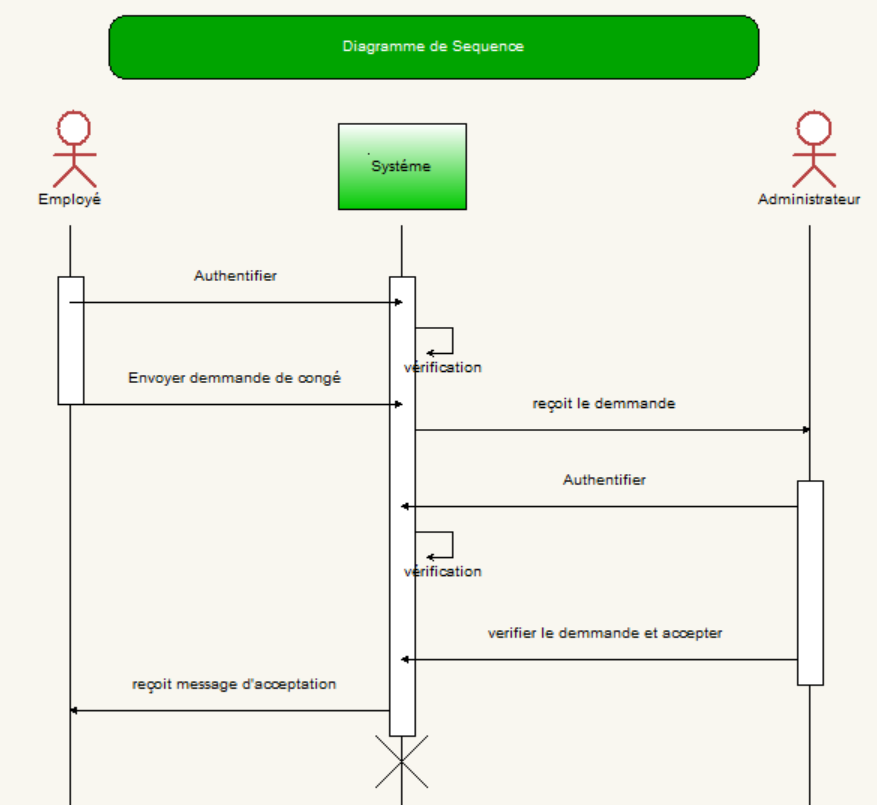 Diagramme de Sequence
Employé
Systéme
Administrateur
Authentifier
vérification
Envoyer demmande de congé
reçoit le demmande
Authentifier
vérification
verifier le demmande et accepter
reçoit message d'acceptation